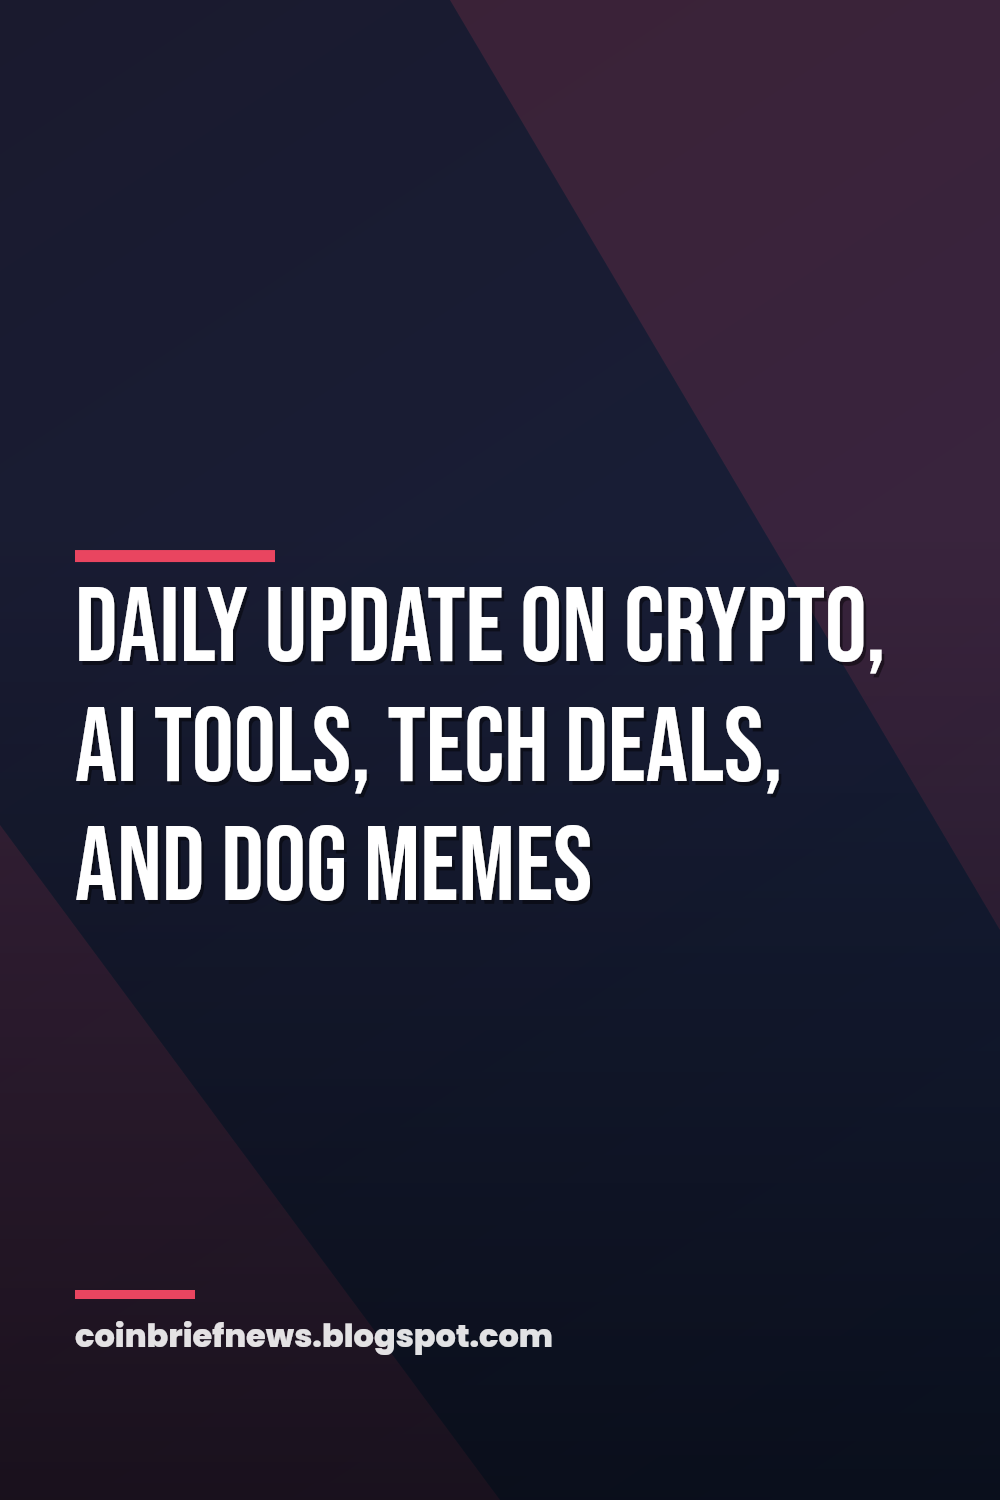 DAILY UPDATE ON CRYPTO,
AI TOOLS, TECH DEALS,
AND DOG MEMES
coinbriefnews.blogspot.com